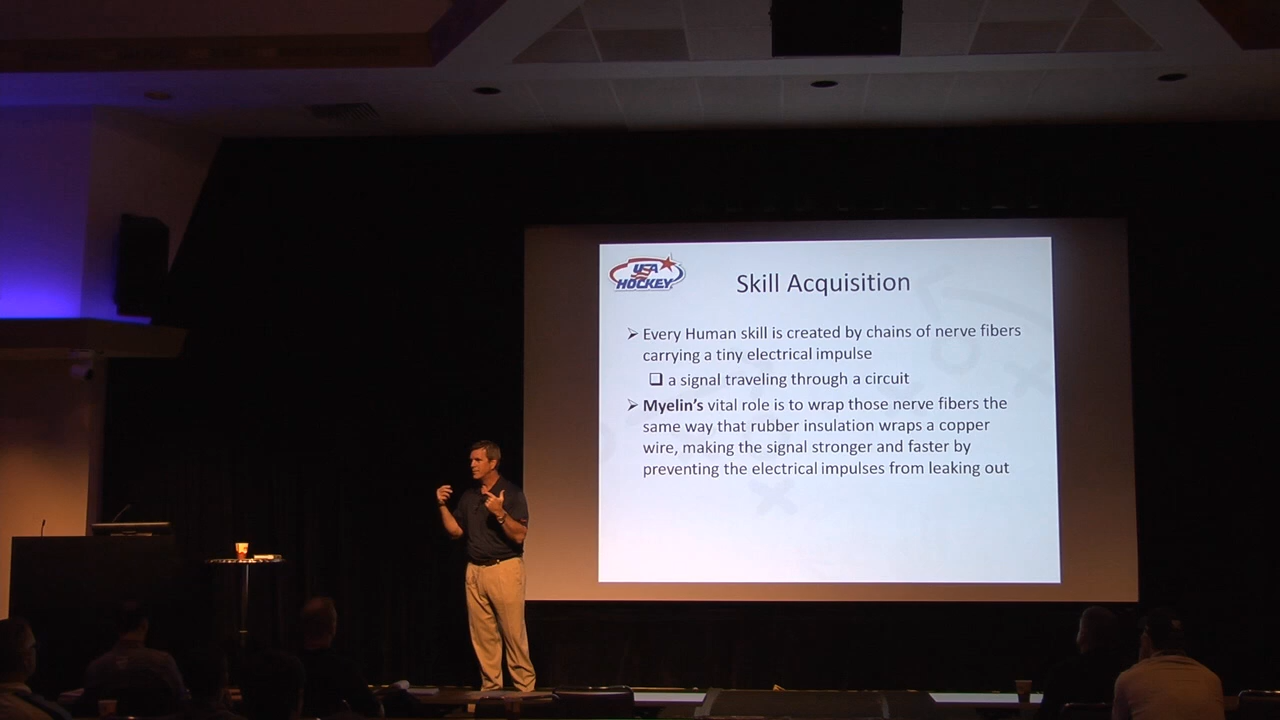 USA
HOCKEY
Skill Acquisition
➢ Every Human skill is created by chains of nerve fibers
carrying a tiny electrical impulse
❑ a signal traveling through a circuit
➢ Myelin's vital role is to wrap those nerve fibers the
same way that rubber insulation wraps a copper
wire, making the signal stronger and faster by
preventing the electrical impulses from leaking out